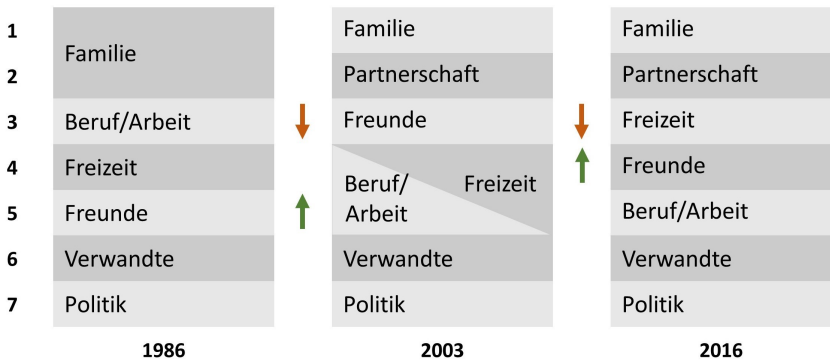 1
2
3
4
5
6
7
Familie
Beruf/Arbeit
Freizeit
Freunde
Verwandte
Politik
1986
Familie
Partnerschaft
Freunde
Beruf/
Arbeit
Freizeit
Verwandte
Politik
2003
Familie
Partnerschaft
Freizeit
Freunde
Beruf/Arbeit
Verwandte
Politik
2016